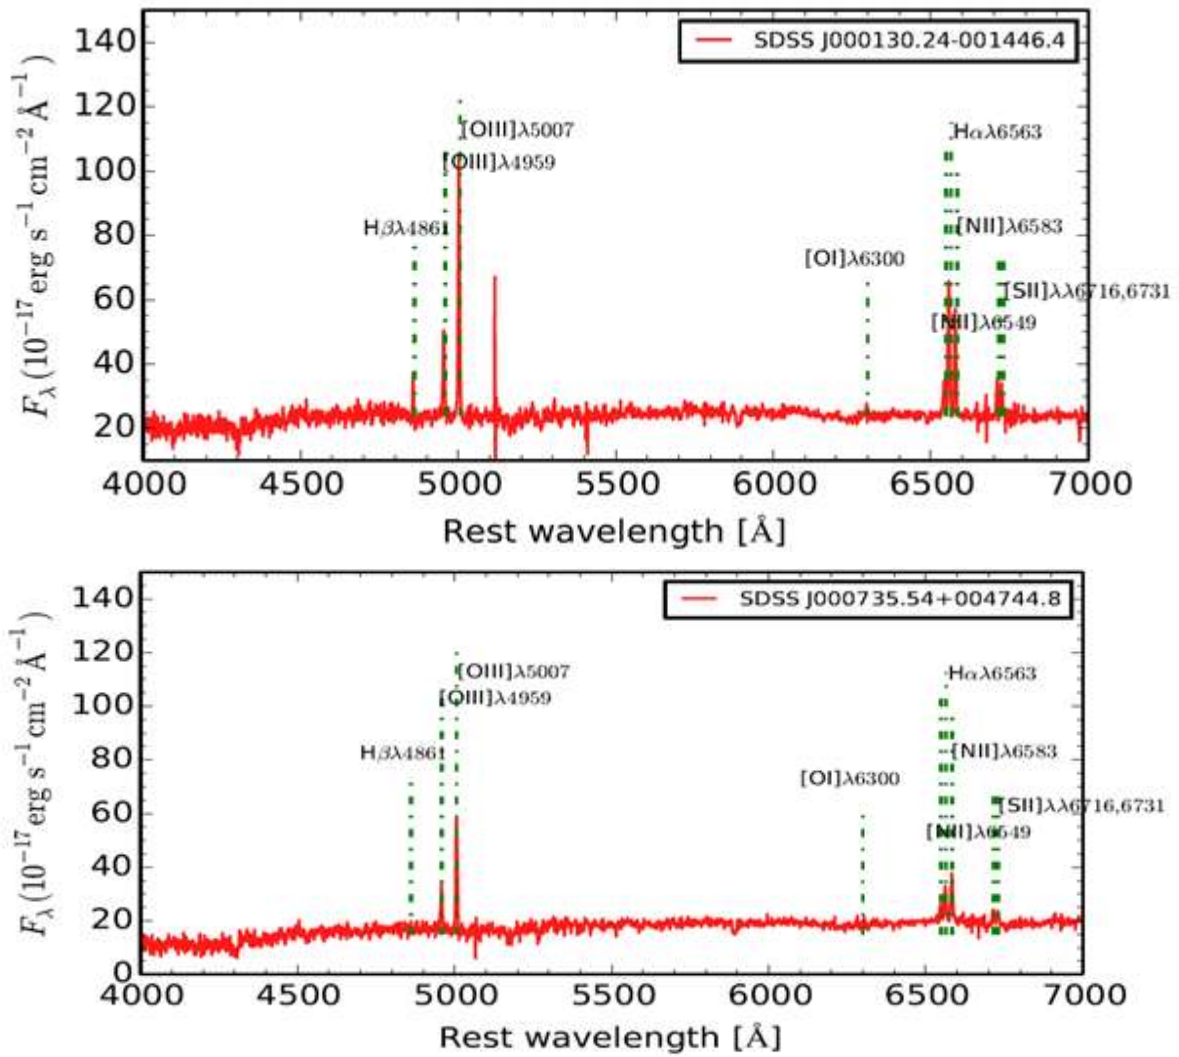 SDSS J000130.24-001446.4
140
120
100
80
60
40
20
F_λ (10⁻¹⁷ erg s⁻¹ cm⁻² Å⁻¹)
[OIII]λ5007
[OIII]λ4959
Hβλ4861
[OI]λ6300
Hαλ6563
[NII]λ6583
[SII]λλ6716,6731
[NII]λ6549
4000 4500 5000 5500 6000 6500 7000
Rest wavelength [Å]
SDSS J000735.54+004744.8
140
120
100
80
60
40
20
0
F_λ (10⁻¹⁷ erg s⁻¹ cm⁻² Å⁻¹)
[OIII]λ5007
[OIII]λ4959
Hβλ4861
[OI]λ6300
Hαλ6563
[NII]λ6583
[SII]λλ6716,6731
[NII]λ6549
4000 4500 5000 5500 6000 6500 7000
Rest wavelength [Å]